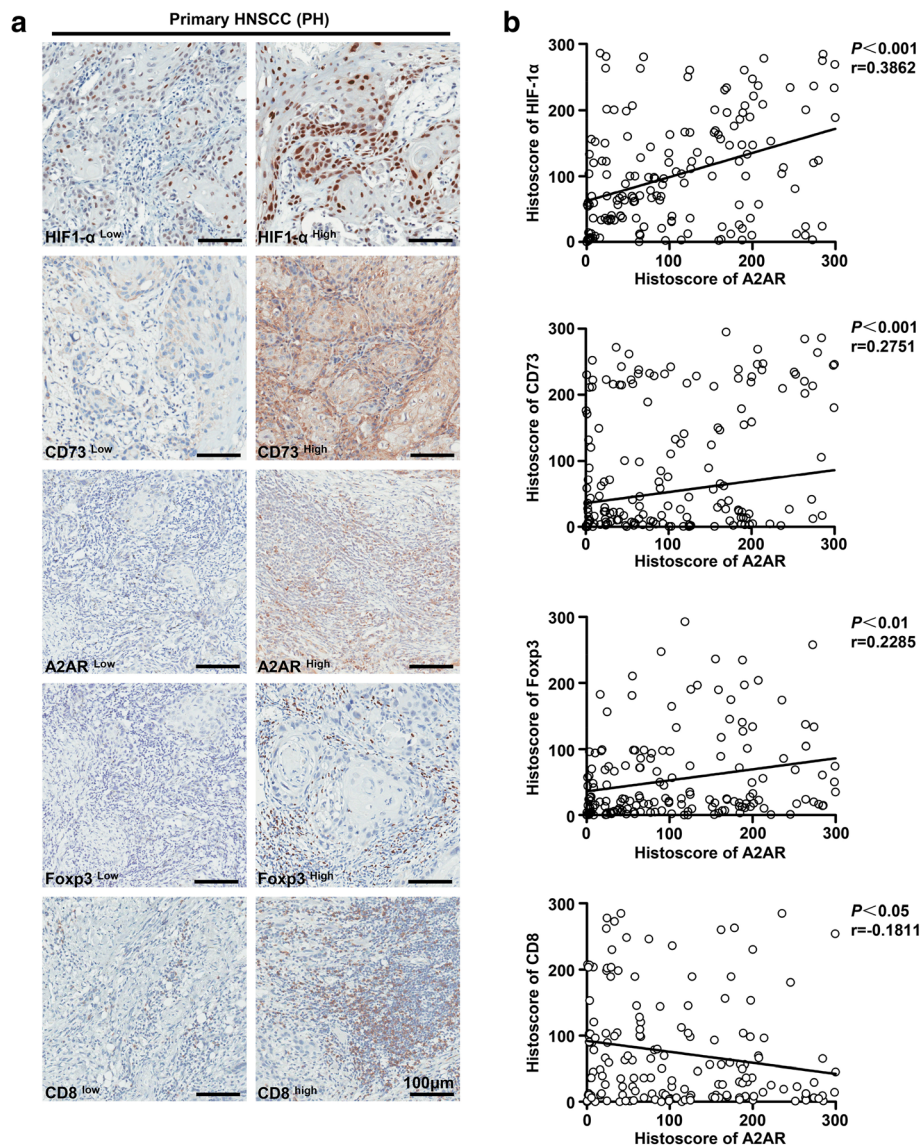 a
Primary HNSCC (PH)
HIF1-α Low
HIF1-α High
CD73 Low
CD73 High
A2AR Low
A2AR High
Foxp3 Low
Foxp3 High
CD8 low
CD8 high
100μm
b
P<0.001
r=0.3862
Histoscore of HIF-1α
300
200
100
0
0 100 200 300
Histoscore of A2AR
P<0.001
r=0.2751
Histoscore of CD73
300
200
100
0
0 100 200 300
Histoscore of A2AR
P<0.01
r=0.2285
Histoscore of Foxp3
300
200
100
0
0 100 200 300
Histoscore of A2AR
P<0.05
r=-0.1811
Histoscore of CD8
300
200
100
0
0 100 200 300
Histoscore of A2AR